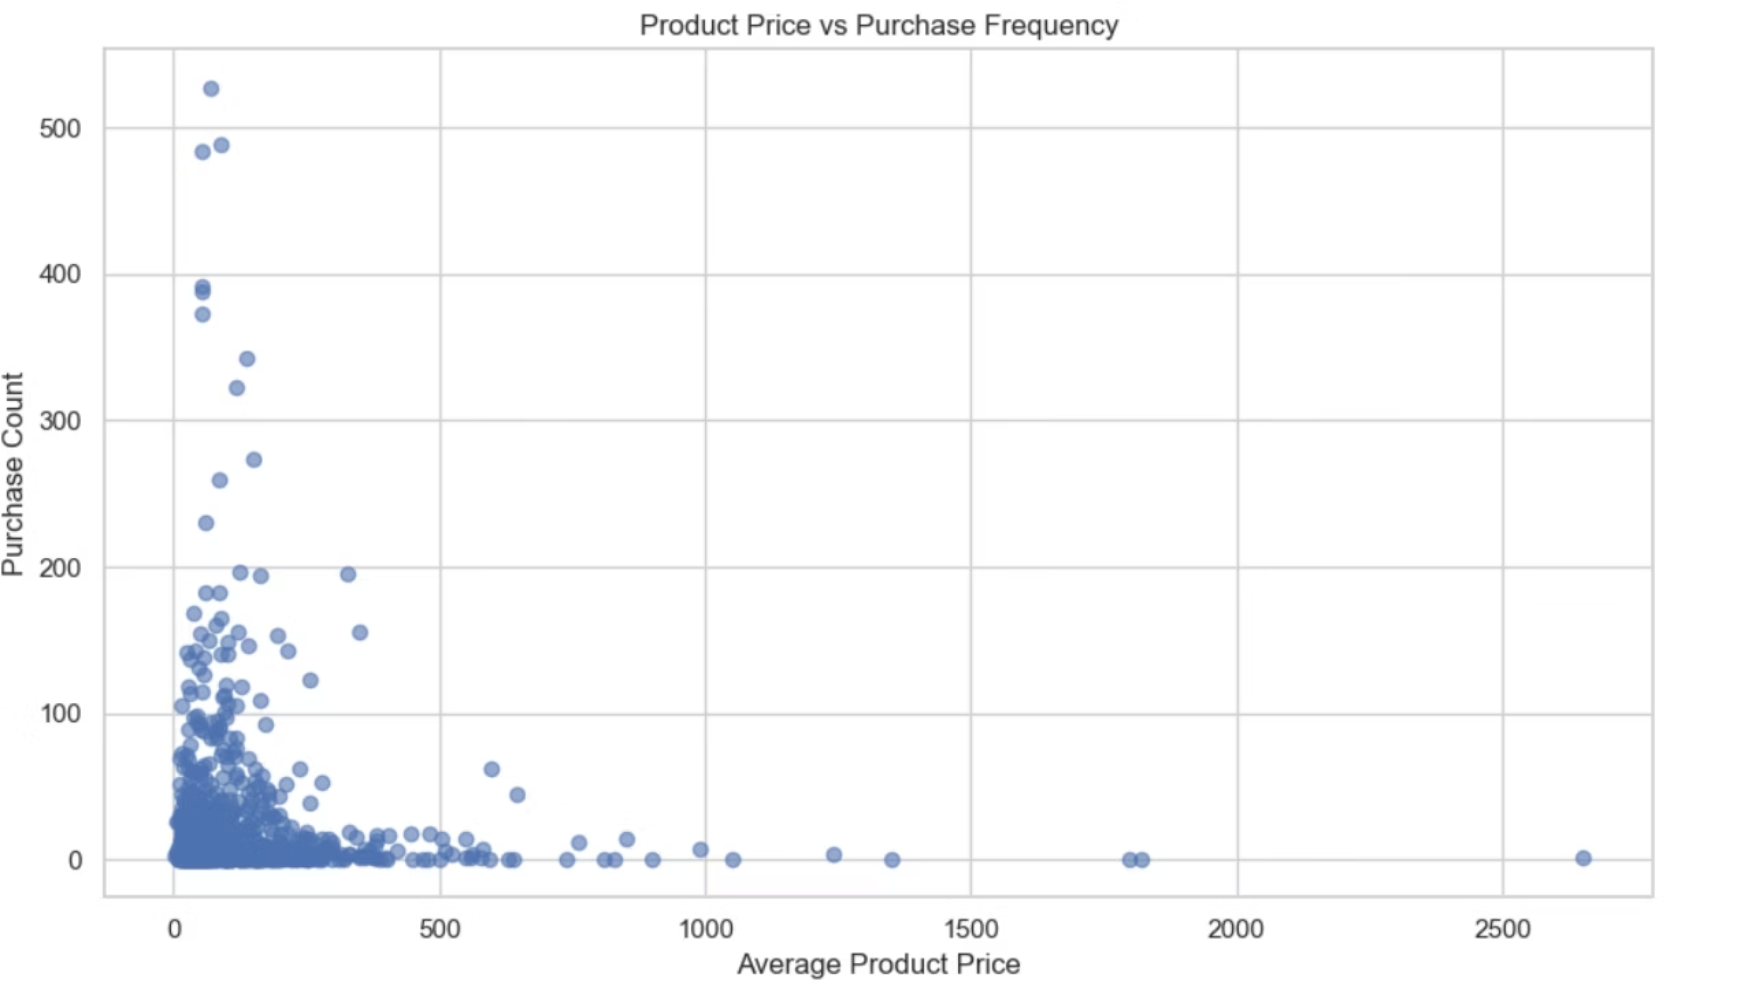 Product Price vs Purchase Frequency
Purchase Count
500
400
300
200
100
0
0 500 1000 1500 2000 2500
Average Product Price